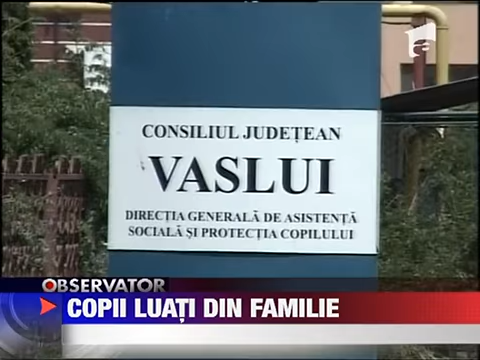 CONSILIUL JUDEȚEAN
VASLUI
DIRECȚIA GENERALĂ DE ASISTENȚĂ
SOCIALĂ ȘI PROTECȚIA COPILULUI
OBSERVATOR
COPII LUAȚI DIN FAMILIE